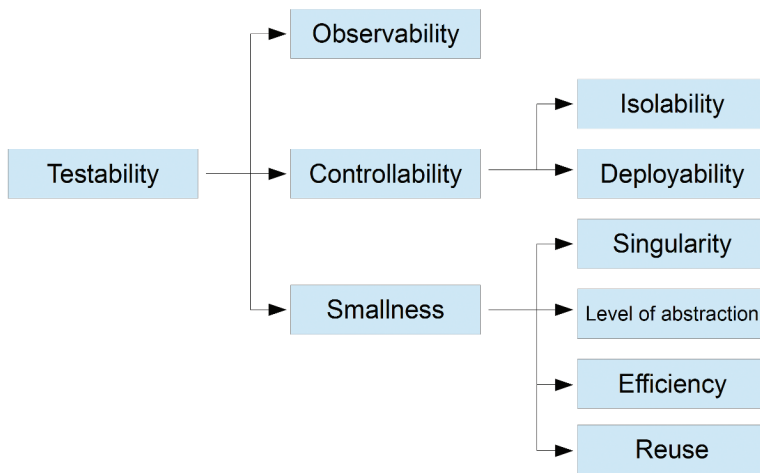 Observability
Isolability
Testability
Controllability
Deployability
Singularity
Smallness
Level of abstraction
Efficiency
Reuse